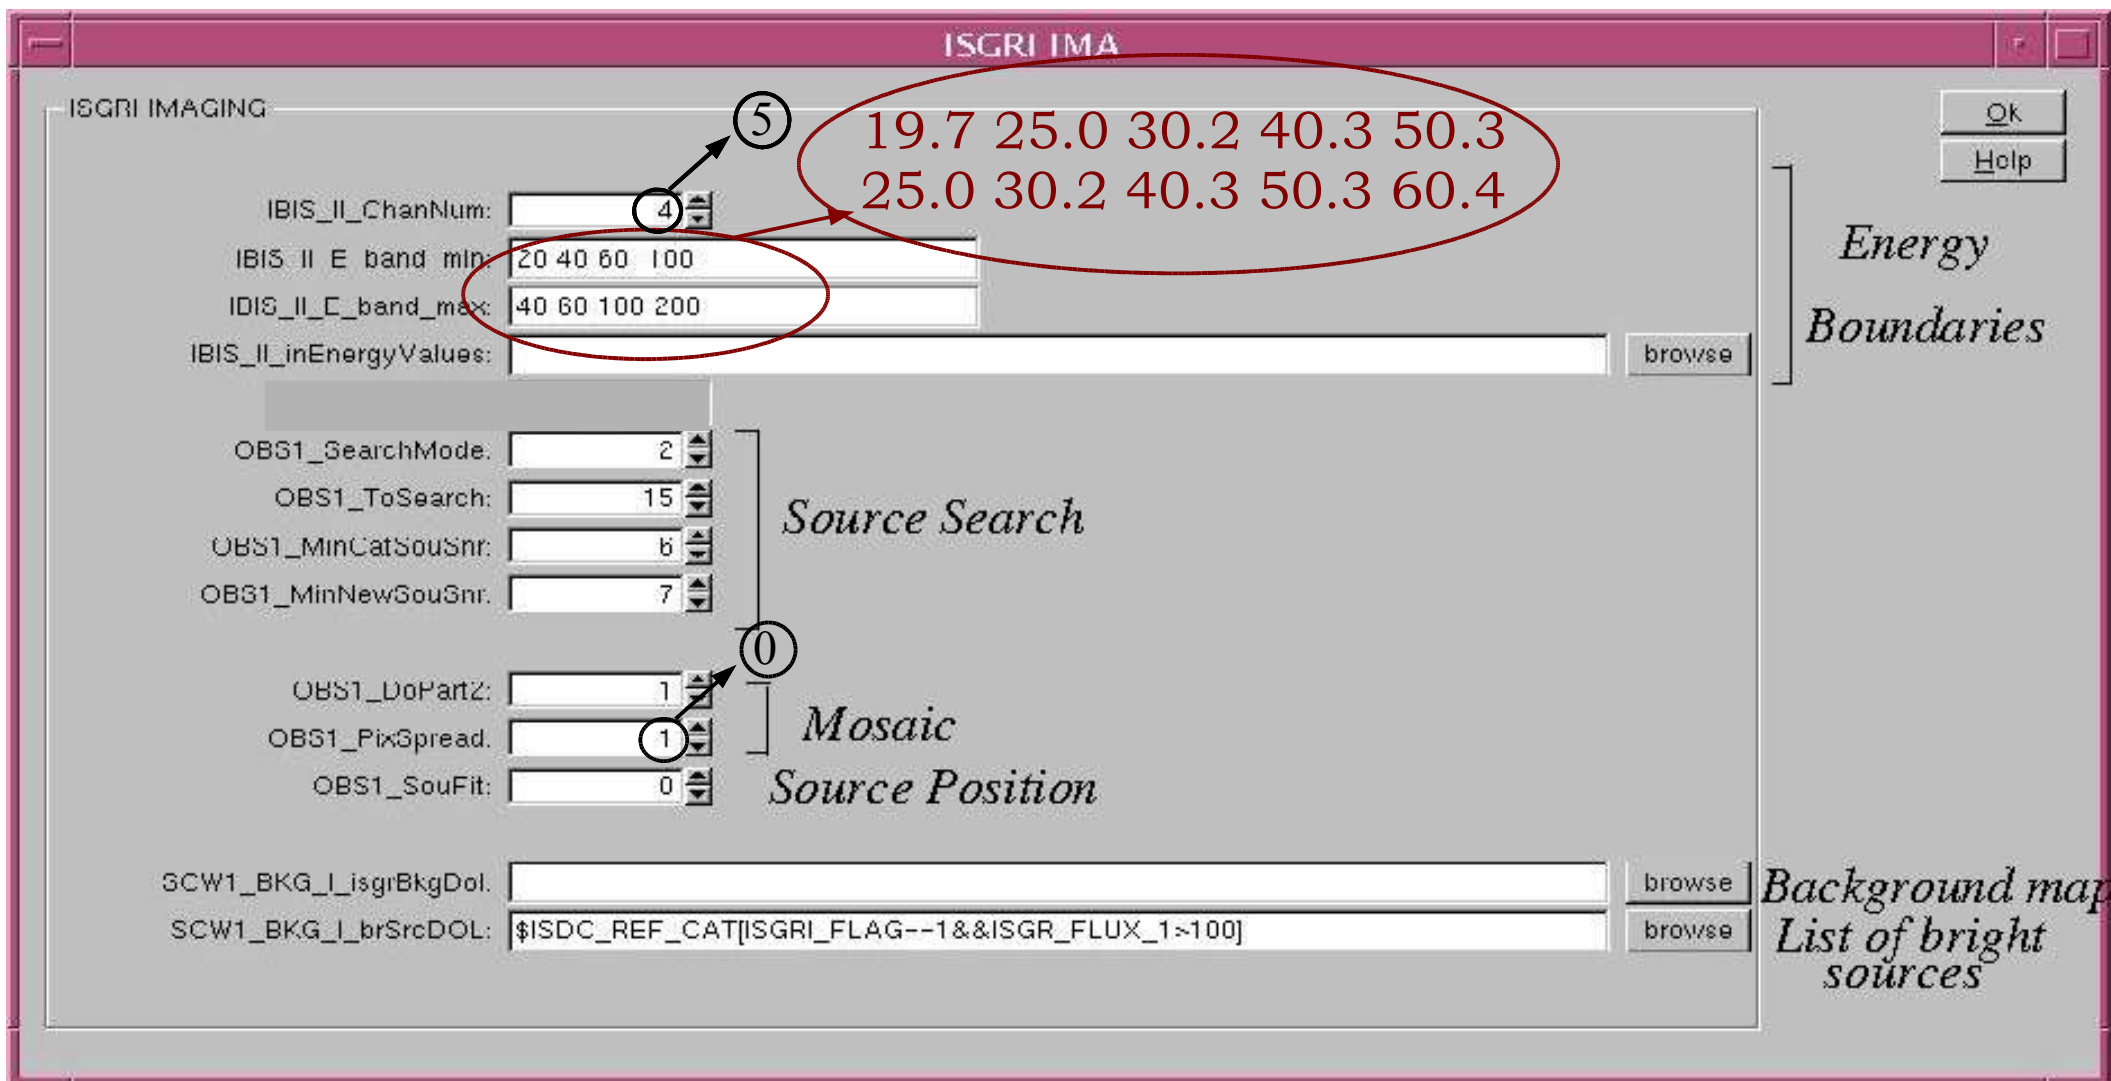 ISGRI IMA
ISGRI IMAGING
5
19.7 25.0 30.2 40.3 50.3
25.0 30.2 40.3 50.3 60.4
Ok
Help
IBIS_II_ChanNum: 4
IBIS_II_E_band_min: 20 40 60 100
IBIS_II_E_band_max: 40 60 100 200
IBIS_II_inEnergyValues: browse
Energy
Boundaries
OBS1_SearchMode: 2
OBS1_ToSearch: 15
OBS1_MinCatSouSnr: 6
OBS1_MinNewSouSnr: 7
Source Search
0
OBS1_DoPart2: 1
OBS1_PixSpread: 1
Mosaic
OBS1_SouFit: 0
Source Position
SCW1_BKG_I_isgrBkgDol: browse
Background map
SCW1_BKG_I_brSrcDOL: $ISDC_REF_CAT[ISGRI_FLAG==1&&ISGR_FLUX_1>100] browse
List of bright
sources